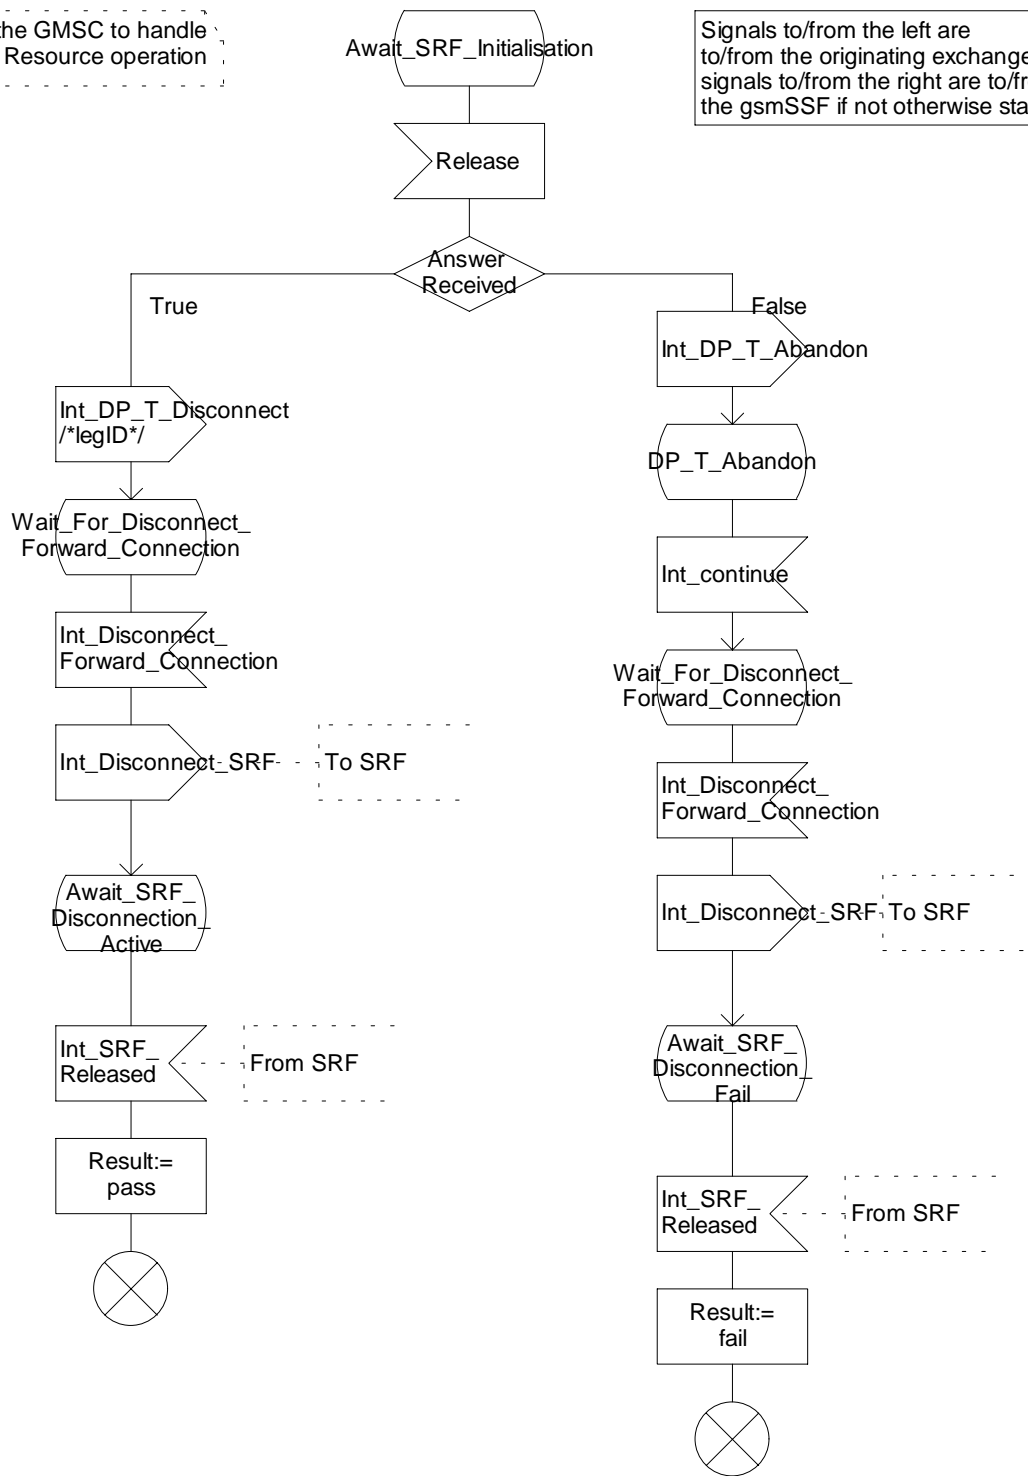 the GMSC to handle
Resource operation
Await_SRF_Initialisation
Signals to/from the left are
to/from the originating exchange
signals to/from the right are to/fr
the gsmSSF if not otherwise sta
Release
Answer
Received
True
False
Int_DP_T_Disconnect
/*legID*/
Wait_For_Disconnect_
Forward_Connection
Int_Disconnect_
Forward_Connection
Int_Disconnect_SRF
To SRF
Await_SRF_
Disconnection_
Active
Int_SRF_
Released
From SRF
Result:=
pass
Int_DP_T_Abandon
DP_T_Abandon
Int_continue
Wait_For_Disconnect_
Forward_Connection
Int_Disconnect_
Forward_Connection
Int_Disconnect_SRF
To SRF
Await_SRF_
Disconnection_
Fail
Int_SRF_
Released
From SRF
Result:=
fail